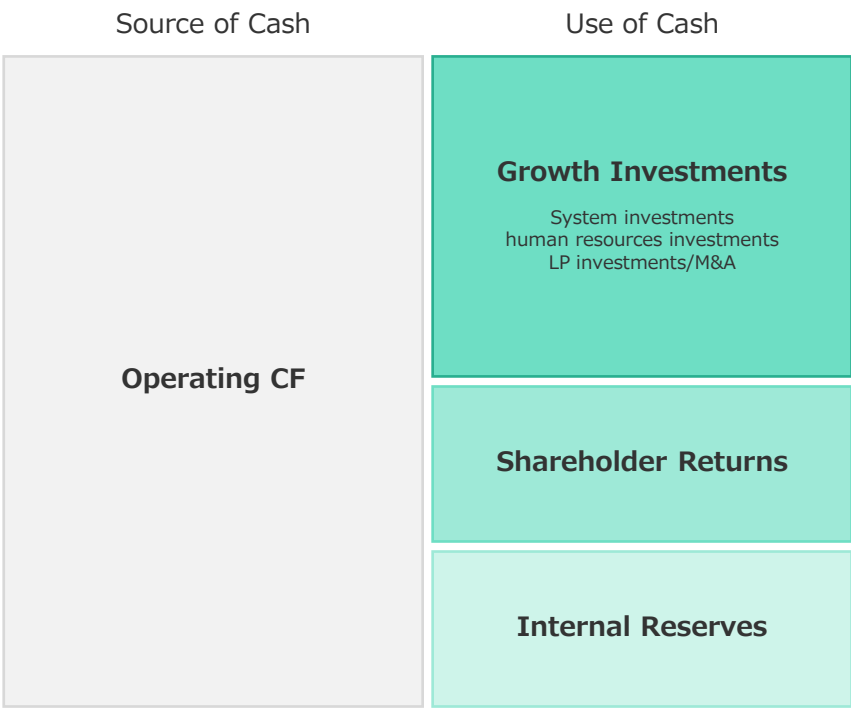 Source of Cash
Use of Cash
Operating CF
Growth Investments
System investments
human resources investments
LP investments/M&A
Shareholder Returns
Internal Reserves